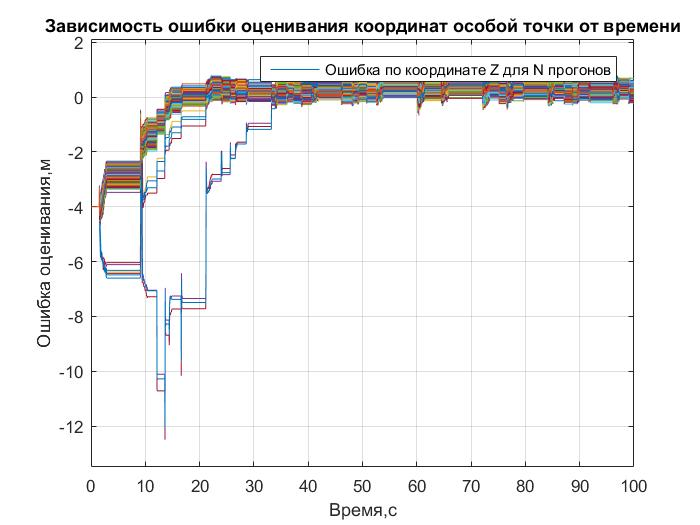 Зависимость ошибки оценивания координат особой точки от времени
Ошибка по координате Z для N прогонов
2
0
-2
-4
-6
-8
-10
-12
Ошибка оценивания,м
0 10 20 30 40 50 60 70 80 90 100
Время,с